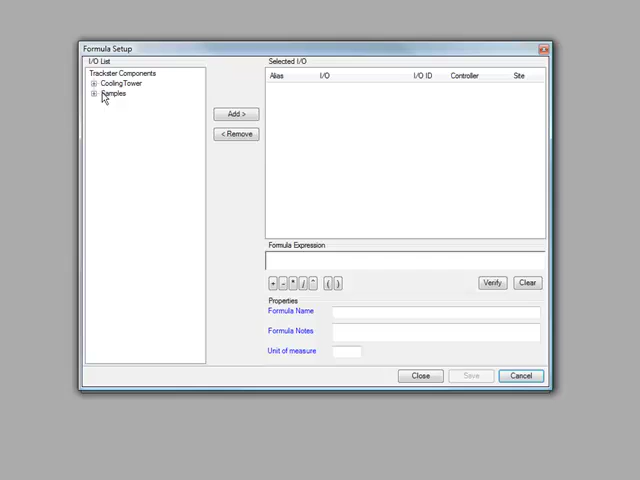 Formula Setup
I/O List
Trackster Components
CoolingTower
Samples
Add >
< Remove
Selected I/O
Alias I/O I/O ID Controller Site
Formula Expression
+ - * / ^ ( )
Verify Clear
Properties
Formula Name
Formula Notes
Unit of measure
Close Save Cancel